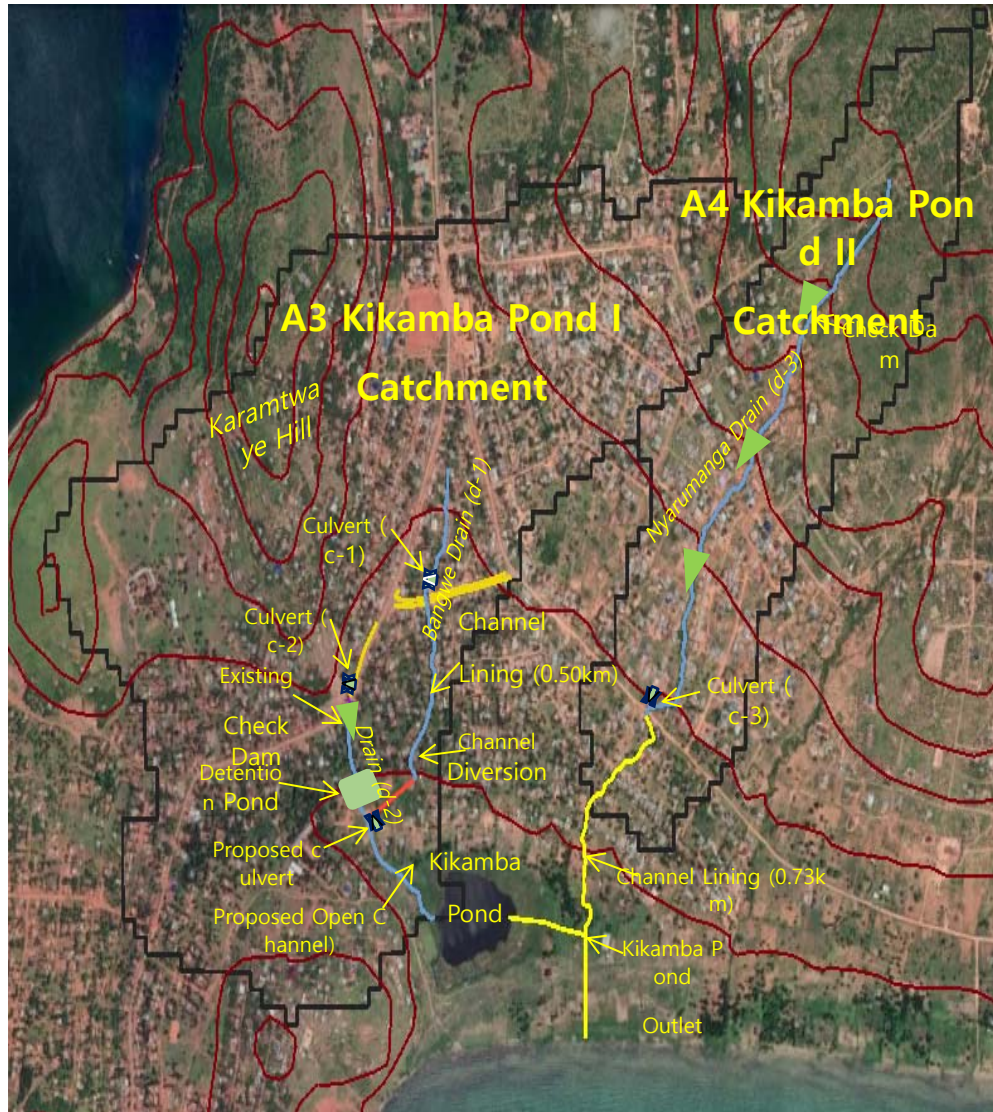 A4 Kikamba Pon
d II
Catchment
A3 Kikamba Pond I
Catchment
Check Da
m
Karamtwa
ye Hill
Nyarumanga Drain (d-3)
Bangwe Drain (d-1)
Culvert (
c-1)
Culvert (
c-2)
Channel
Lining (0.50km)
Existing
Check
Dam
Culvert (
c-3)
Drain (d-2)
Channel
Diversion
Detentio
n Pond
Proposed c
ulvert
Kikamba
Pond
Channel Lining (0.73k
m)
Proposed Open C
hannel)
Kikamba P
ond
Outlet